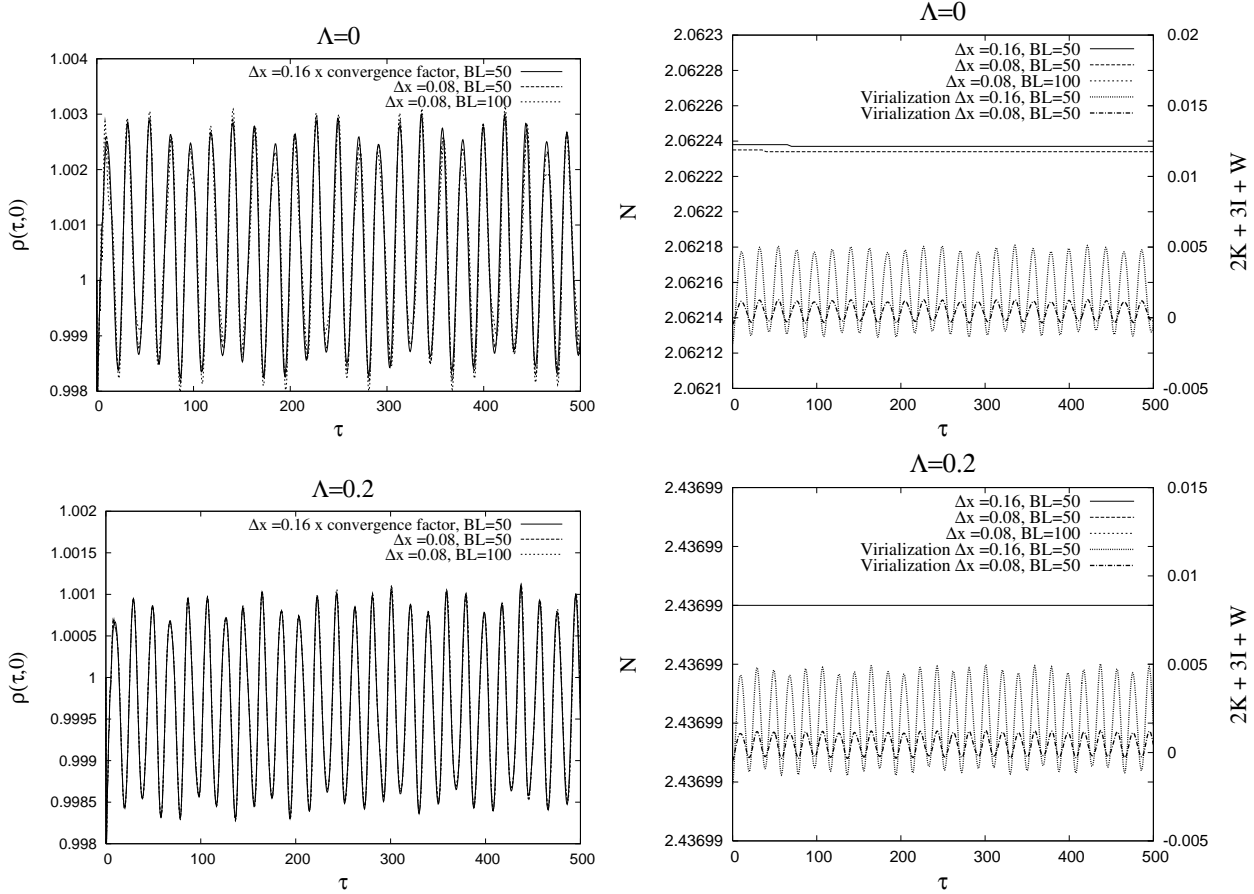 Λ=0
1.004
1.003
1.002
1.001
1
0.999
0.998
ρ(τ,0)
Δx =0.16 x convergence factor, BL=50
Δx =0.08, BL=50
Δx =0.08, BL=100
0 100 200 300 400 500
τ
Λ=0
2.0623
2.06228
2.06226
2.06224
2.06222
2.0622
2.06218
2.06216
2.06214
2.06212
2.0621
N
Δx =0.16, BL=50
Δx =0.08, BL=50
Δx =0.08, BL=100
Virialization Δx =0.16, BL=50
Virialization Δx =0.08, BL=50
0.02
0.015
0.01
0.005
0
-0.005
2K + 3I + W
0 100 200 300 400 500
τ
Λ=0.2
1.002
1.0015
1.001
1.0005
1
0.9995
0.999
0.9985
0.998
ρ(τ,0)
Δx =0.16 x convergence factor, BL=50
Δx =0.08, BL=50
Δx =0.08, BL=100
0 100 200 300 400 500
τ
Λ=0.2
2.43699
2.43699
2.43699
2.43699
2.43699
2.43699
2.43699
N
Δx =0.16, BL=50
Δx =0.08, BL=50
Δx =0.08, BL=100
Virialization Δx =0.16, BL=50
Virialization Δx =0.08, BL=50
0.015
0.01
0.005
0
-0.005
2K + 3I + W
0 100 200 300 400 500
τ